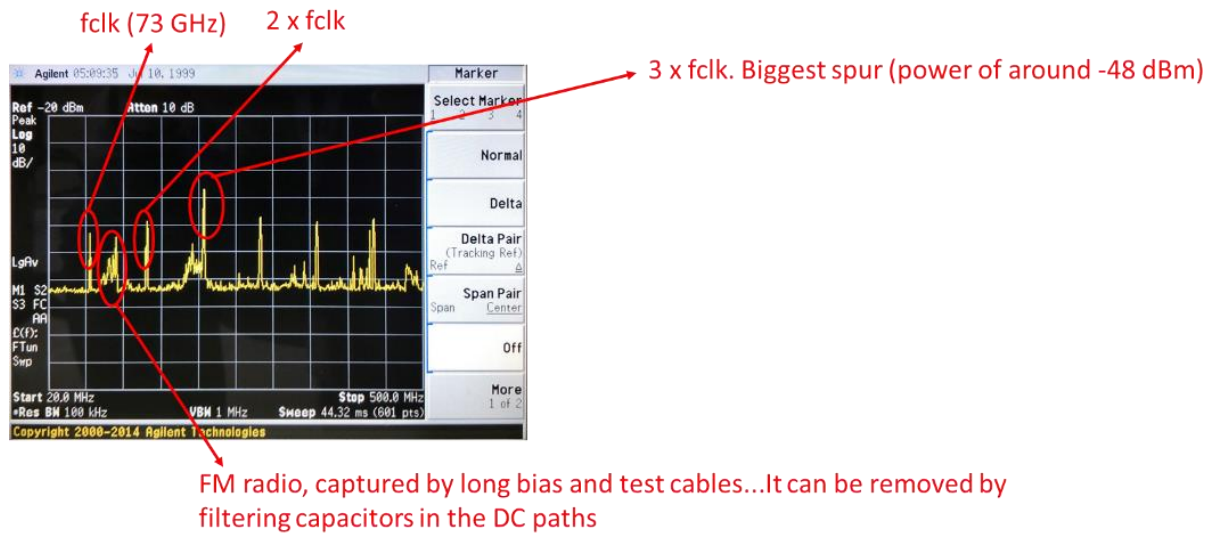 fclk (73 GHz)
2 x fclk
3 x fclk. Biggest spur (power of around -48 dBm)
Agilent 05:09:35 Jul 10, 1999
Marker
Ref -20 dBm
Atten 10 dB
Peak
Log
10
dB/
LgAv
M1 S2
S3 FC
AA
£(f):
FTun
Swp
Select Marker
1 2 3 4
Normal
Delta
Delta Pair
(Tracking Ref)
Ref Δ
Span Pair
Span Center
Off
More
1 of 2
Start 20.0 MHz
Stop 500.0 MHz
•Res BW 100 kHz
VBW 1 MHz
Sweep 44.32 ms (601 pts)
Copyright 2000-2014 Agilent Technologies
FM radio, captured by long bias and test cables...It can be removed by
filtering capacitors in the DC paths